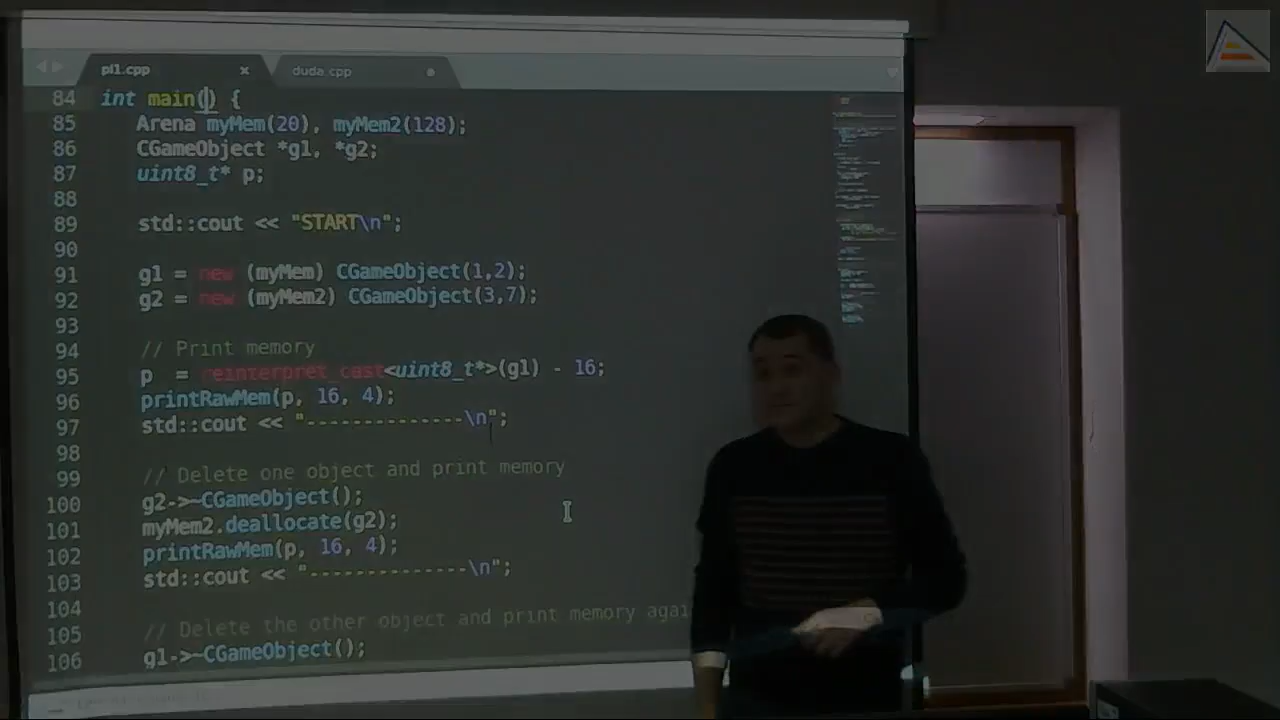 pl1.cpp x duda.cpp
84 int main() {
85 Arena myMem(20), myMem2(128);
86 CGameObject *g1, *g2;
87 uint8_t* p;
88
89 std::cout << "START\n";
90
91 g1 = new (myMem) CGameObject(1,2);
92 g2 = new (myMem2) CGameObject(3,7);
93
94 // Print memory
95 p = reinterpret_cast<uint8_t*>(g1) - 16;
96 printRawMem(p, 16, 4);
97 std::cout << "--------------\n";
98
99 // Delete one object and print memory
100 g2->~CGameObject();
101 myMem2.deallocate(g2);
102 printRawMem(p, 16, 4);
103 std::cout << "--------------\n";
104
105 // Delete the other object and print memory agai
106 g1->~CGameObject();